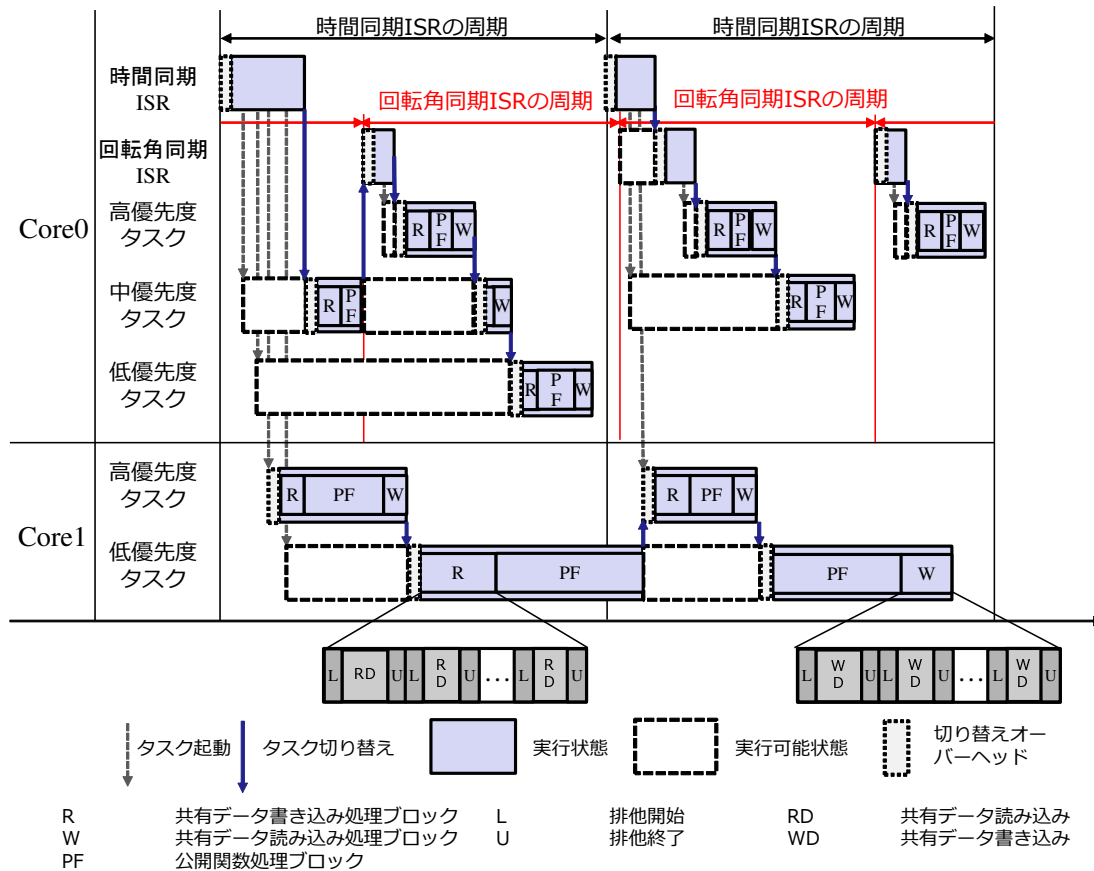 時間同期ISRの周期
時間同期ISRの周期
時間同期
ISR
回転角同期ISRの周期
回転角同期ISRの周期
回転角同期
ISR
Core0
高優先度
タスク
R
P
F
W
R
P
F
W
R
P
F
W
中優先度
タスク
R
P
F
W
R
P
F
W
低優先度
タスク
R
P
F
W
Core1
高優先度
タスク
R
PF
W
R
PF
W
低優先度
タスク
R
PF
PF
W
L
RD
U
L
R
D
U
...
L
R
D
U
L
W
D
U
L
W
D
U
...
L
W
D
U
タスク起動
タスク切り替え
実行状態
実行可能状態
切り替えオー
バーヘッド
R 共有データ書き込み処理ブロック L 排他開始 RD 共有データ読み込み
W 共有データ読み込み処理ブロック U 排他終了 WD 共有データ書き込み
PF 公開関数処理ブロック